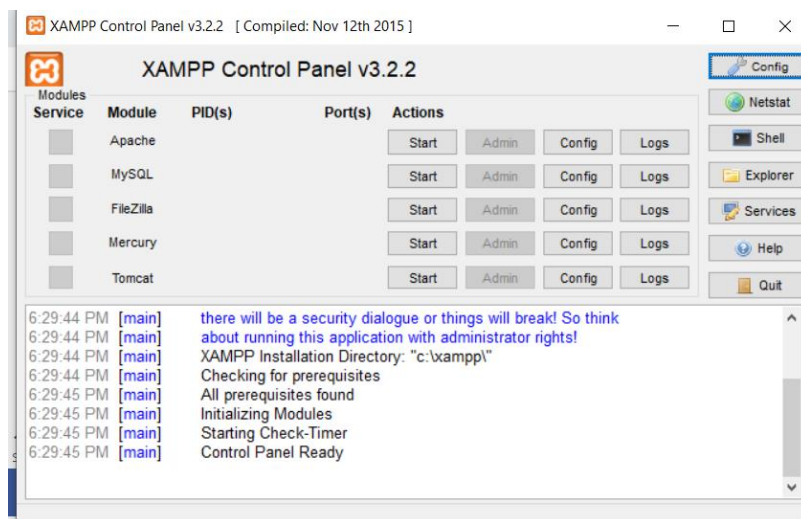 XAMPP Control Panel v3.2.2 [ Compiled: Nov 12th 2015 ]
XAMPP Control Panel v3.2.2
Config
Modules
Service Module PID(s) Port(s) Actions
Netstat
Apache Start Admin Config Logs
Shell
MySQL Start Admin Config Logs
Explorer
FileZilla Start Admin Config Logs
Services
Mercury Start Admin Config Logs
Help
Tomcat Start Admin Config Logs
Quit
6:29:44 PM [main] there will be a security dialogue or things will break! So think
6:29:44 PM [main] about running this application with administrator rights!
6:29:44 PM [main] XAMPP Installation Directory: "c:\xampp\"
6:29:44 PM [main] Checking for prerequisites
6:29:45 PM [main] All prerequisites found
6:29:45 PM [main] Initializing Modules
6:29:45 PM [main] Starting Check-Timer
6:29:45 PM [main] Control Panel Ready